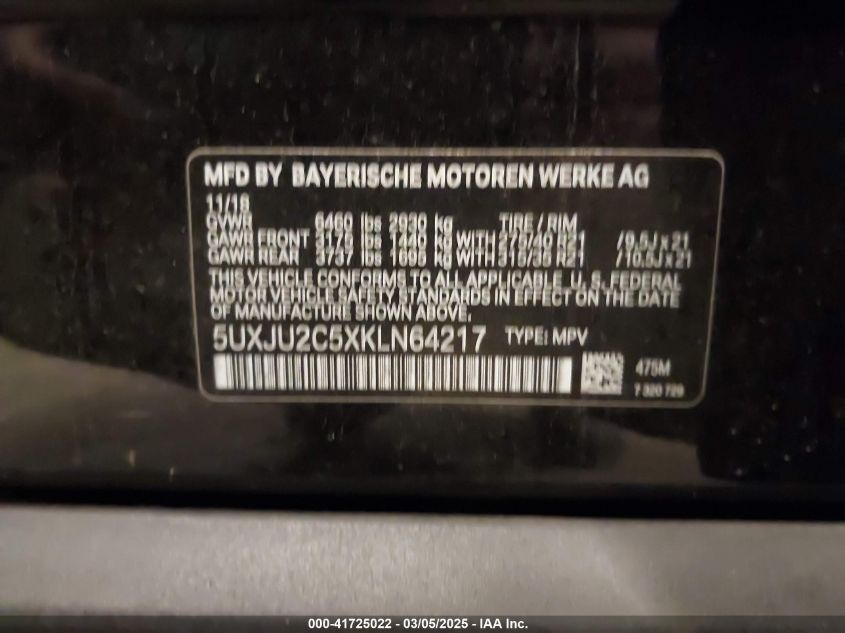 MFD BY BAYERISCHE MOTOREN WERKE AG
11/18
GVWR 6460 lbs 2930 kg TIRE / RIM
GAWR FRONT 3175 lbs 1440 kg WITH 275/40 R21 / 9,5J x 21
GAWR REAR 3737 lbs 1695 kg WITH 315/35 R21 / 10,5J x 21
THIS VEHICLE CONFORMS TO ALL APPLICABLE U. S. FEDERAL
MOTOR VEHICLE SAFETY STANDARDS IN EFFECT ON THE DATE
OF MANUFACTURE SHOWN ABOVE.
5UXJU2C5XKLN64217 TYPE: MPV
475M
7 320 729
000-41725022 - 03/05/2025 - IAA Inc.